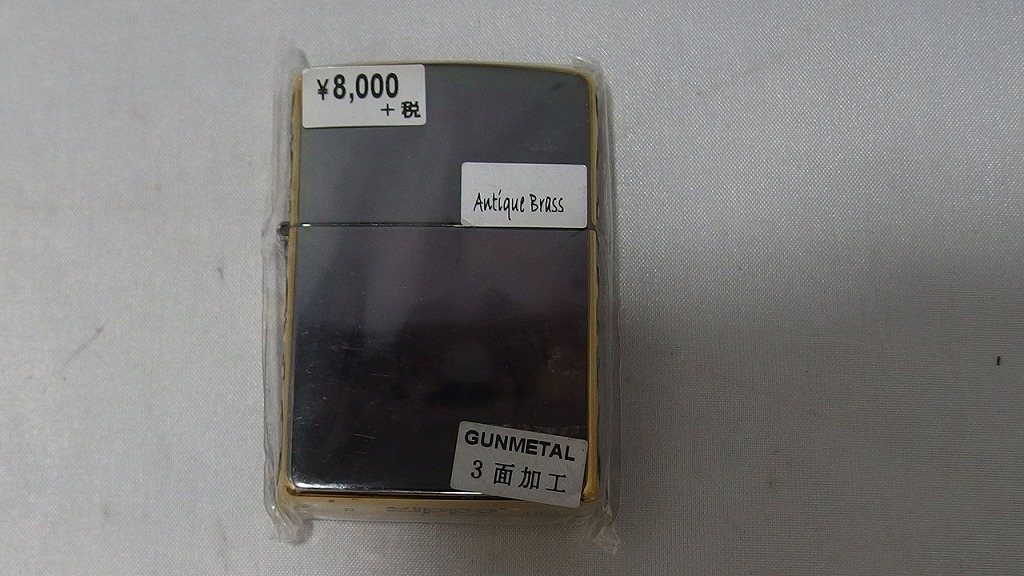 ¥8,000
+税
Antique Brass
GUNMETAL
3面加工